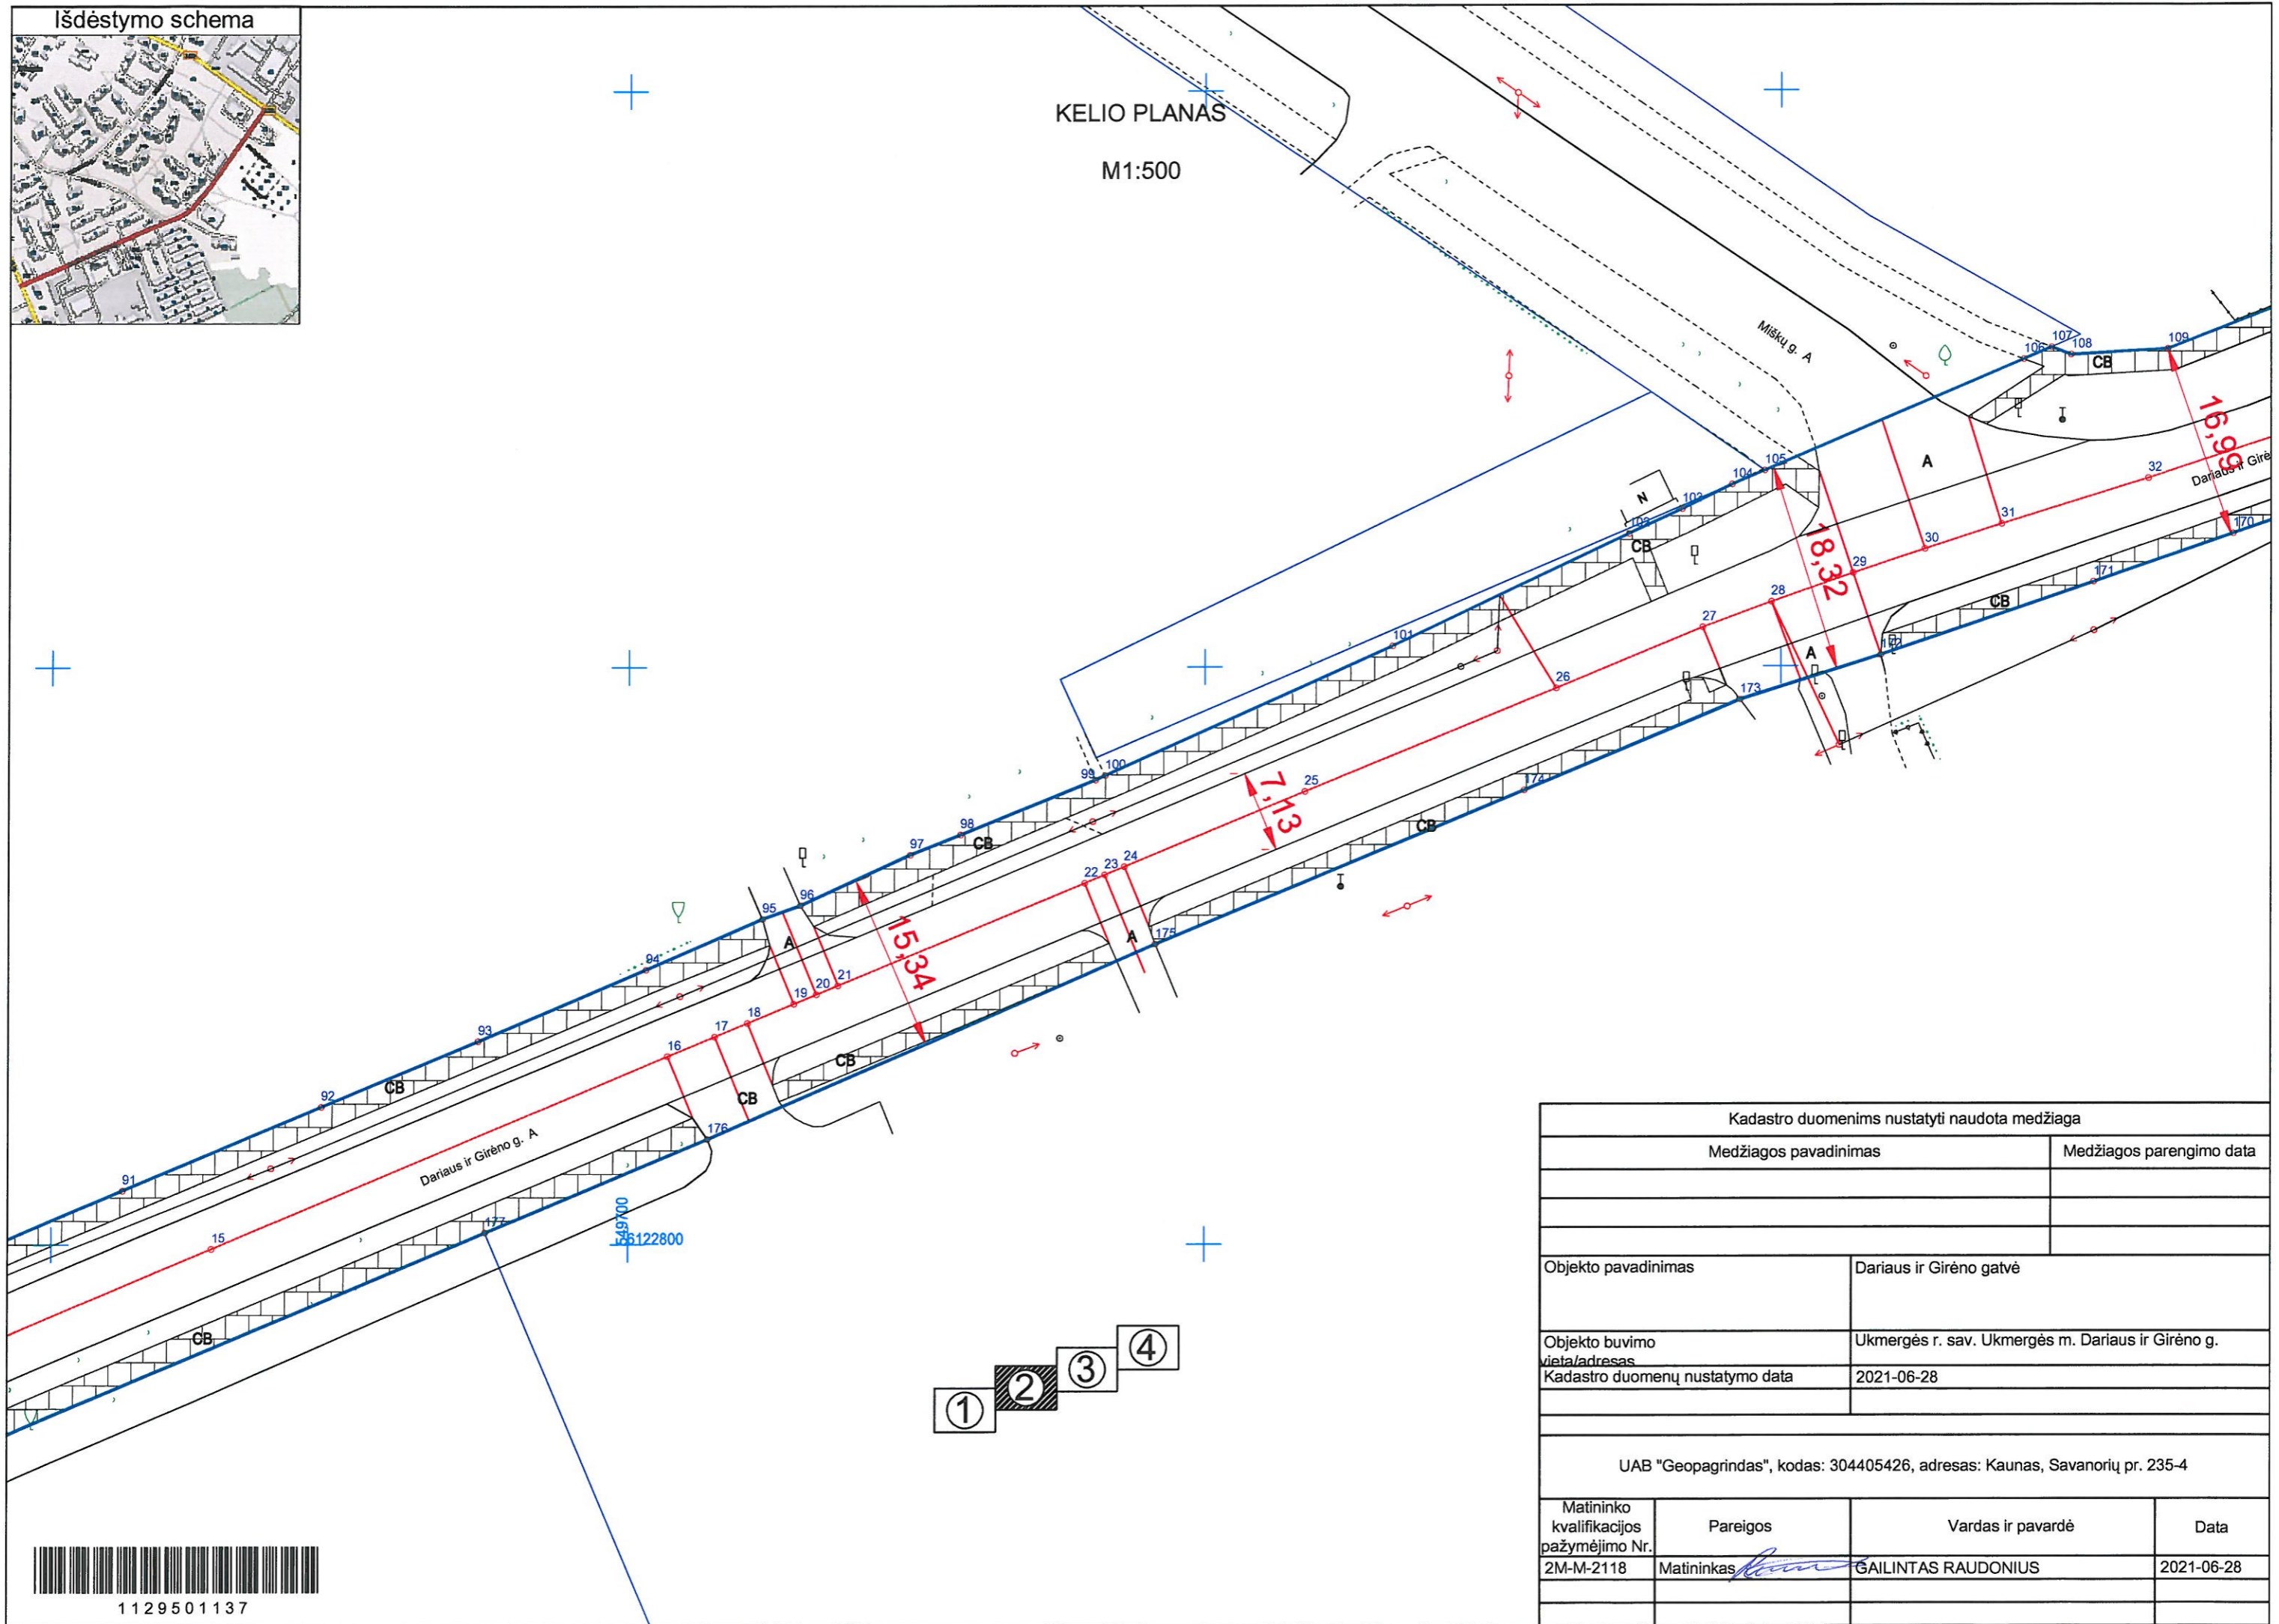 Išdėstymo schema
KELIO PLANAS
M1:500
Miškų g. A
107
106
108
109
CB
16,99
A
32
Dariaus ir Girė
31
170
30
105
104
103
102
N
CB
18,32
29
171
CB
28
172
27
A
173
101
26
174
CB
100
99
25
7,13
98
CB
97
24
23
22
96
95
A
175
A
15,34
94
21
20
19
18
17
16
CB
CB
93
92
CB
176
Dariaus ir Girėno g. A
91
177
15
549700
6122800
CB
1
2
3
4
Kadastro duomenims nustatyti naudota medžiaga
Medžiagos pavadinimas
Medžiagos parengimo data
Objekto pavadinimas
Dariaus ir Girėno gatvė
Objekto buvimo
vieta/adresas
Ukmergės r. sav. Ukmergės m. Dariaus ir Girėno g.
Kadastro duomenų nustatymo data
2021-06-28
UAB "Geopagrindas", kodas: 304405426, adresas: Kaunas, Savanorių pr. 235-4
Matininko
kvalifikacijos
pažymėjimo Nr.
Pareigos
Vardas ir pavardė
Data
2M-M-2118
Matininkas
GAILINTAS RAUDONIUS
2021-06-28
1129501137